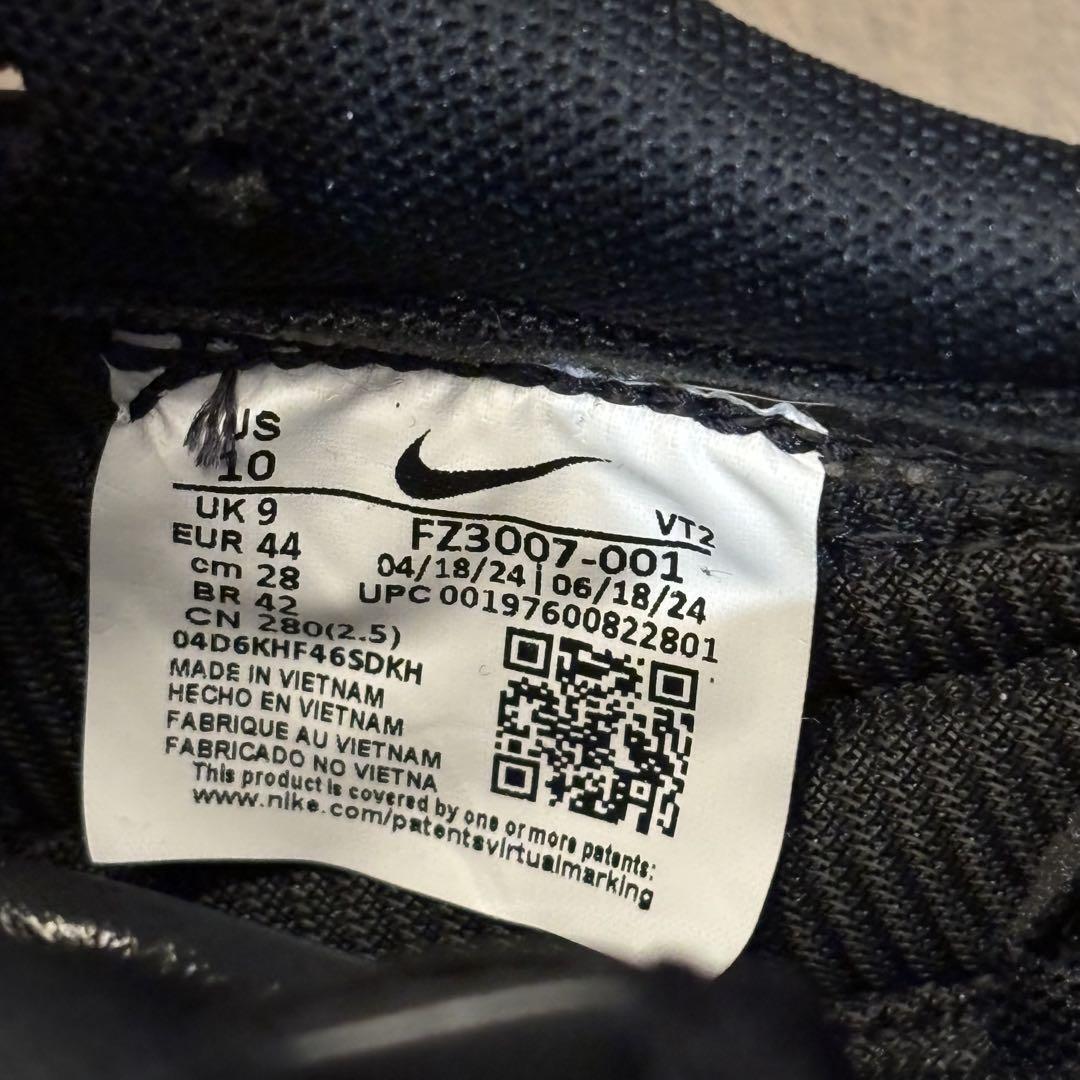 US
10
UK 9
EUR 44
cm 28
BR 42
CN 280(2.5)
04D6KHF46SDKH
MADE IN VIETNAM
HECHO EN VIETNAM
FABRIQUE AU VIETNAM
FABRICADO NO VIETNA
VT2
FZ3007-001
04/18/24 | 06/18/24
UPC 00197600822801
This product is covered by one or more patents:
www.nike.com/patentsvirtualmarking